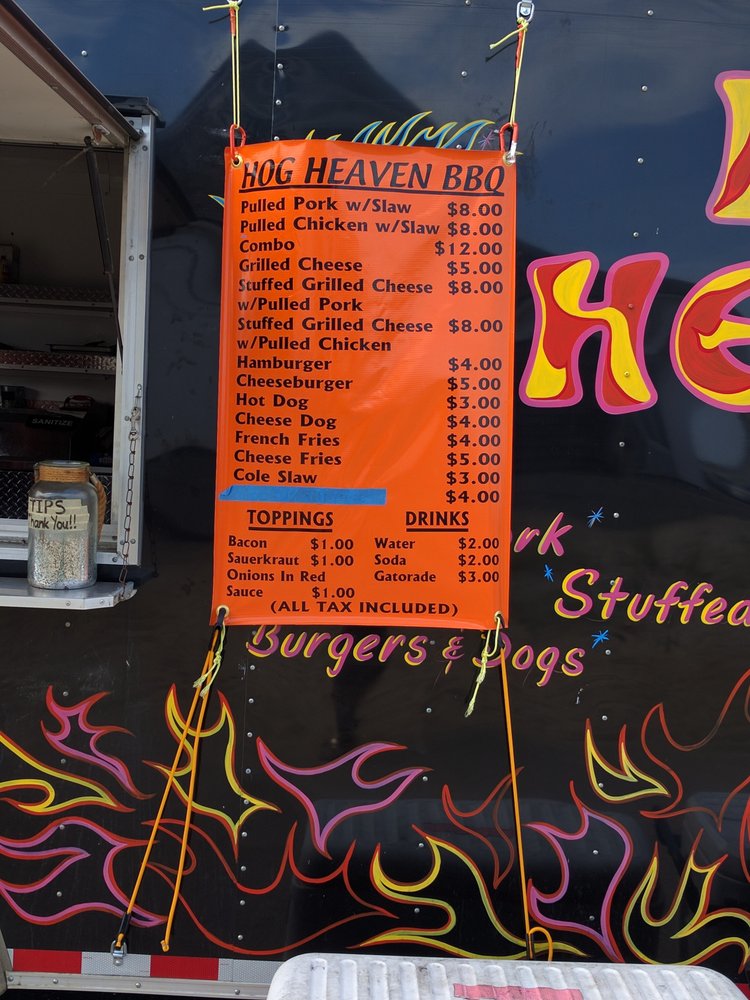 HOG HEAVEN BBQ
Pulled Pork w/Slaw $8.00
Pulled Chicken w/Slaw $8.00
Combo $12.00
Grilled Cheese $5.00
Stuffed Grilled Cheese $8.00
w/Pulled Pork
Stuffed Grilled Cheese $8.00
w/Pulled Chicken
Hamburger $4.00
Cheeseburger $5.00
Hot Dog $3.00
Cheese Dog $4.00
French Fries $4.00
Cheese Fries $5.00
Cole Slaw $3.00
$4.00
TOPPINGS
Bacon $1.00
Sauerkraut $1.00
Onions In Red
Sauce $1.00
DRINKS
Water $2.00
Soda $2.00
Gatorade $3.00
(ALL TAX INCLUDED)
SANITIZE
TIPS
Thank You!!
HE
rk
Stuffed
Burgers & Dogs